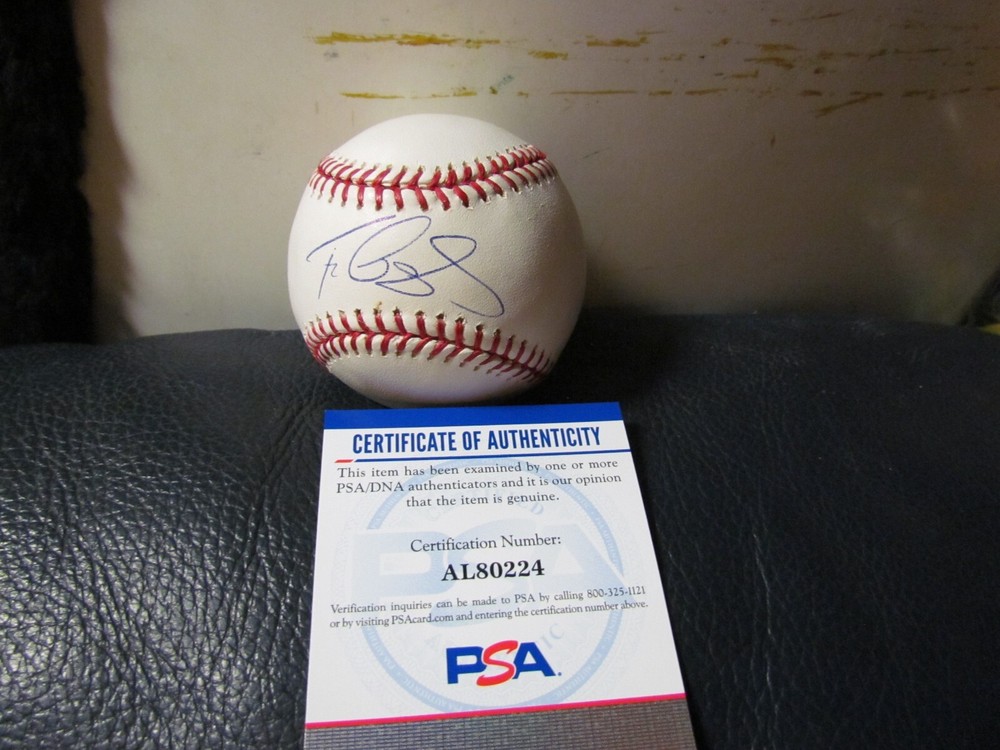 CERTIFICATE OF AUTHENTICITY
This item has been examined by one or more
PSA/DNA authenticators and it is our opinion
that the item is genuine.
Certification Number:
AL80224
Verification inquiries can be made to PSA by calling 800-325-1121
or by visiting PSAcard.com and entering the certification number above.
PSA